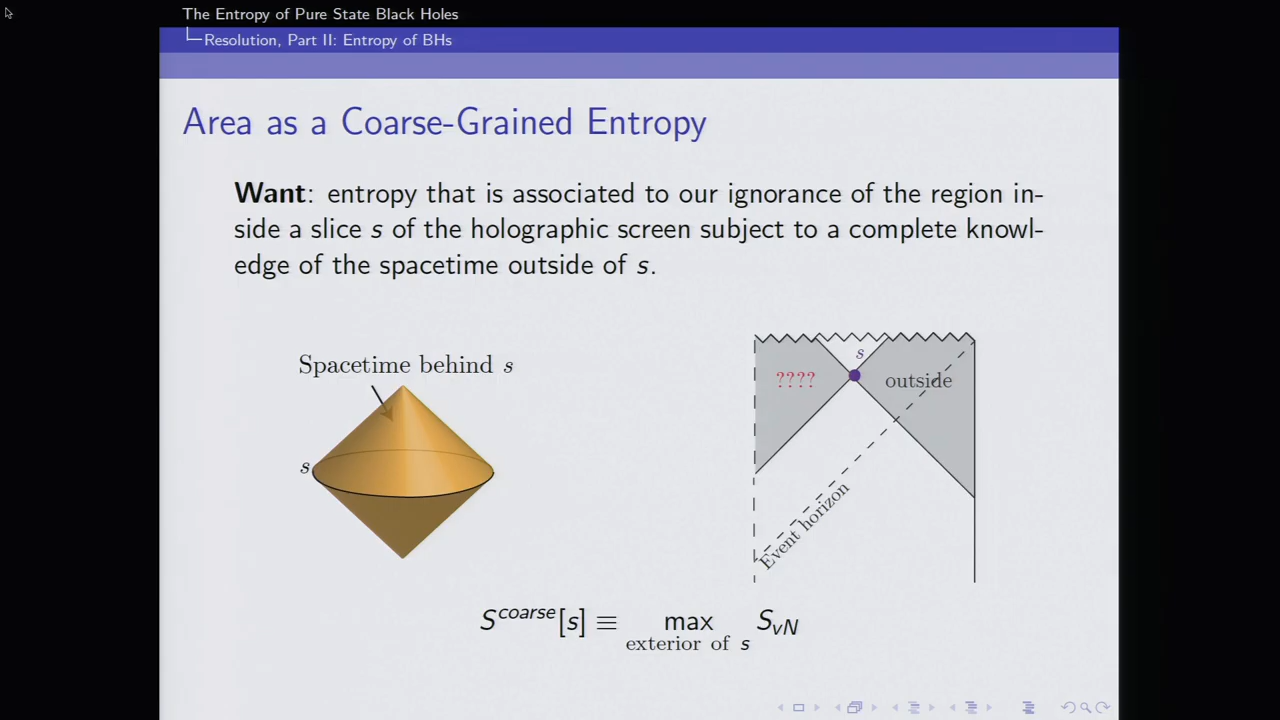 The Entropy of Pure State Black Holes
Resolution, Part II: Entropy of BHs
Area as a Coarse-Grained Entropy
Want: entropy that is associated to our ignorance of the region in-
side a slice s of the holographic screen subject to a complete knowl-
edge of the spacetime outside of s.
Spacetime behind s
s
s
????
outside
Event horizon
S^coarse[s] ≡ max S_vN
exterior of s